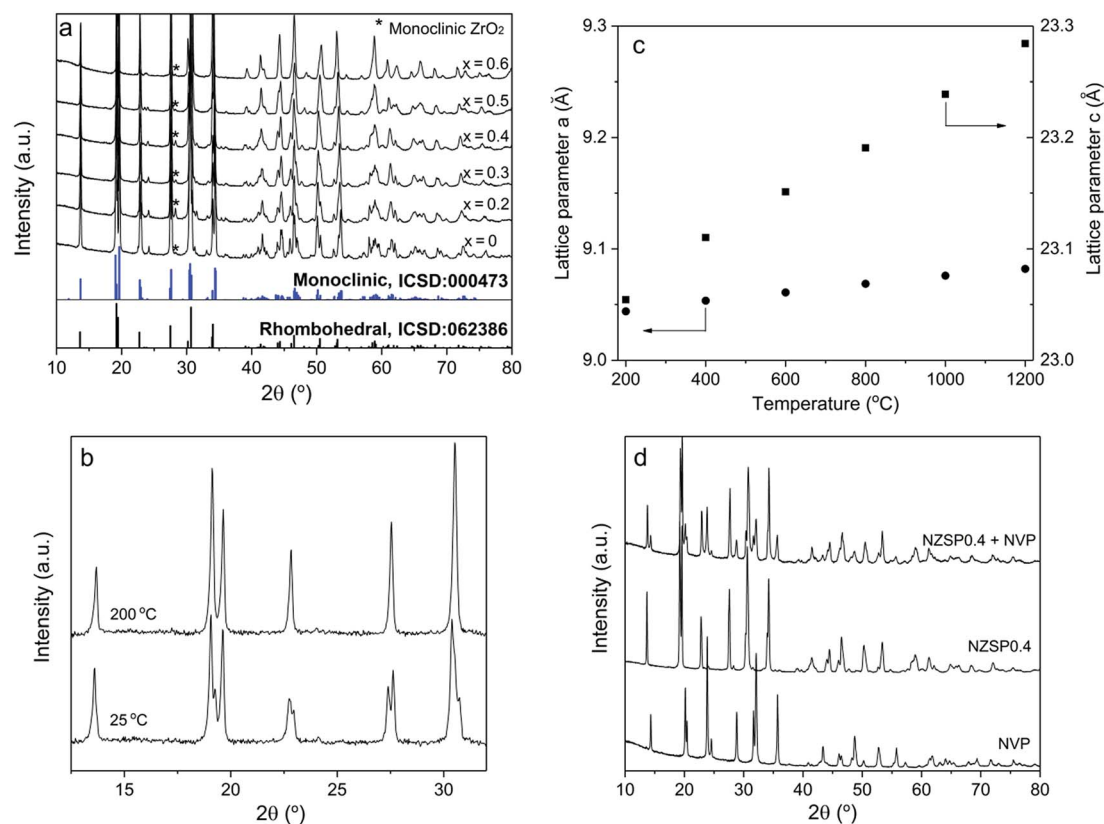 a
* Monoclinic ZrO₂
* x = 0.6
* x = 0.5
* x = 0.4
* x = 0.3
* x = 0.2
* x = 0
Monoclinic, ICSD:000473
Rhombohedral, ICSD:062386
Intensity (a.u.)
10 20 30 40 50 60 70 80
2θ (º)
c
9.3
9.2
9.1
9.0
Lattice parameter a (Å)
23.3
23.2
23.1
23.0
Lattice parameter c (Å)
200 400 600 800 1000 1200
Temperature (ºC)
b
200 ºC
25 ºC
Intensity (a.u.)
15 20 25 30
2θ (º)
d
NZSP0.4 + NVP
NZSP0.4
NVP
Intensity (a.u.)
10 20 30 40 50 60 70 80
2θ (º)